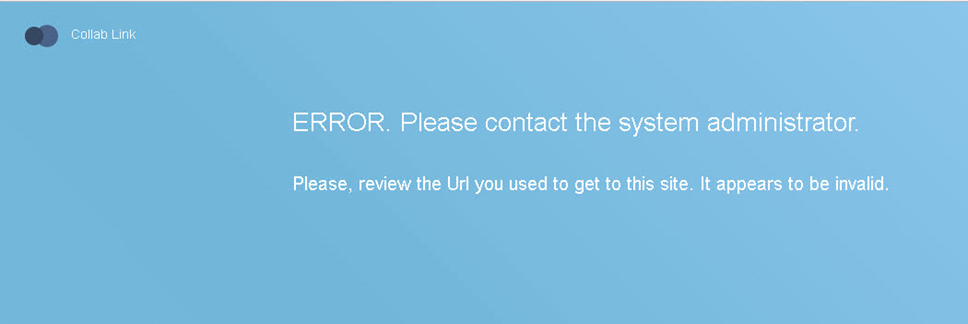 Collab Link
ERROR. Please contact the system administrator.
Please, review the Url you used to get to this site. It appears to be invalid.